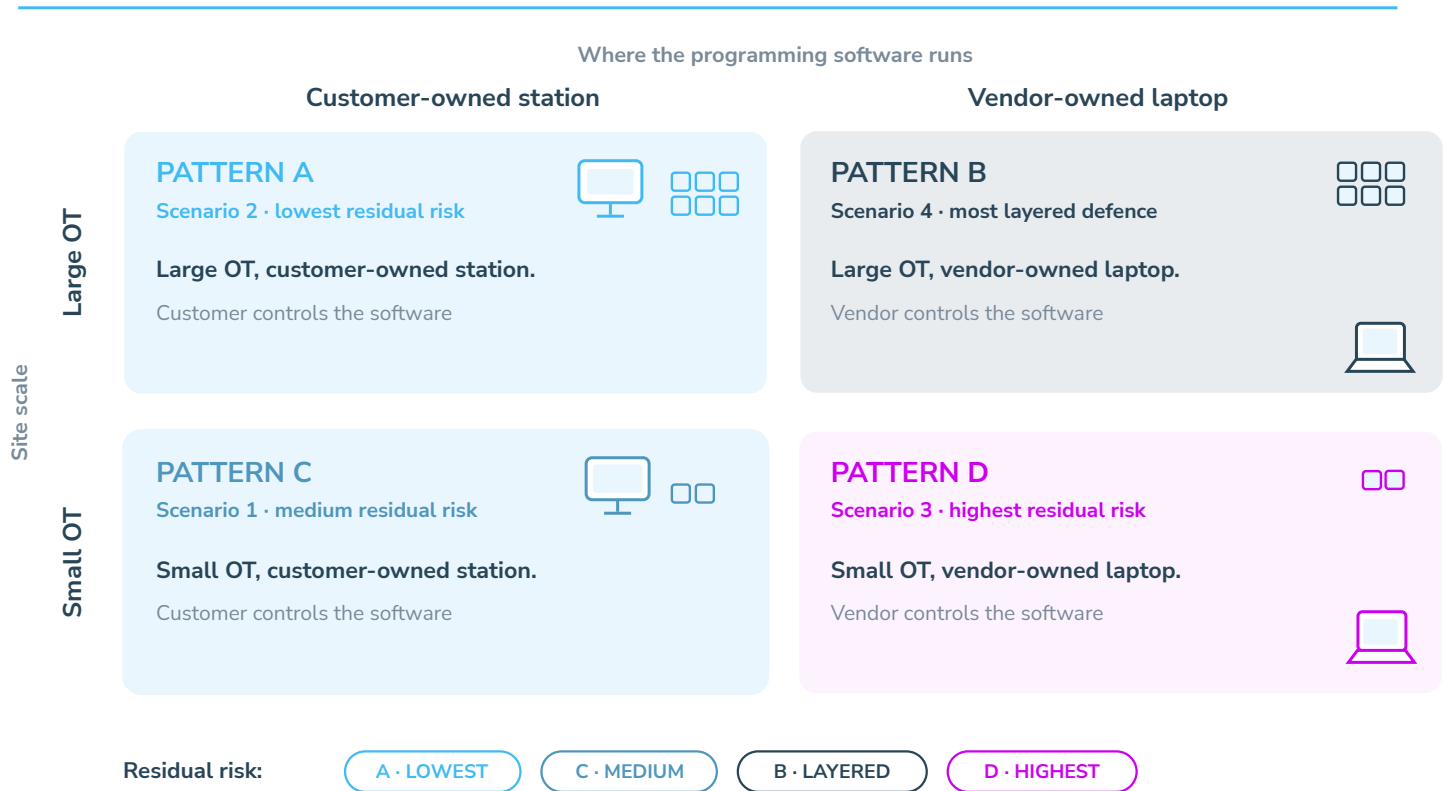 Where the programming software runs
Customer-owned station
Vendor-owned laptop
Site scale
Large OT
PATTERN A
Scenario 2 · lowest residual risk
Large OT, customer-owned station.
Customer controls the software
PATTERN B
Scenario 4 · most layered defence
Large OT, vendor-owned laptop.
Vendor controls the software
Small OT
PATTERN C
Scenario 1 · medium residual risk
Small OT, customer-owned station.
Customer controls the software
PATTERN D
Scenario 3 · highest residual risk
Small OT, vendor-owned laptop.
Vendor controls the software
Residual risk:
A · LOWEST
C · MEDIUM
B · LAYERED
D · HIGHEST